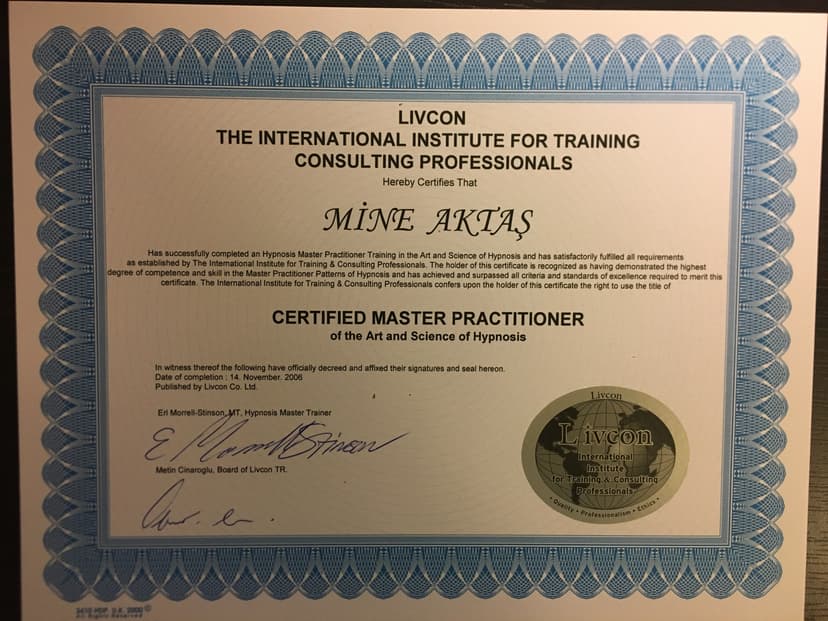 LIVCON
THE INTERNATIONAL INSTITUTE FOR TRAINING
CONSULTING PROFESSIONALS
Hereby Certifies That
MİNE AKTAŞ
Has successfully completed an Hypnosis Master Practitioner Training in the Art and Science of Hypnosis and has satisfactorily fulfilled all requirements
as established by The International Institute for Training & Consulting Professionals. The holder of this certificate is recognized as having demonstrated the highest
degree of competence and skill in the Master Practitioner Patterns of Hypnosis and has achieved and surpassed all criteria and standards of excellence required to merit this
certificate. The International Institute for Training & Consulting Professionals confers upon the holder of this certificate the right to use the title of
CERTIFIED MASTER PRACTITIONER
of the Art and Science of Hypnosis
In witness thereof the following have officially decreed and affixed their signatures and seal hereon.
Date of completion : 14. November. 2006
Published by Livcon Co. Ltd.
Erl Morrell-Stinson,MT, Hypnosis Master Trainer
E Morrell Stinson
Metin Cinaroglu, Board of Livcon TR.
Livcon
Livcon
International
Institute
for Training & Consulting
Professionals
• Quality • Professionalism • Ethics •
All Rights Reserved